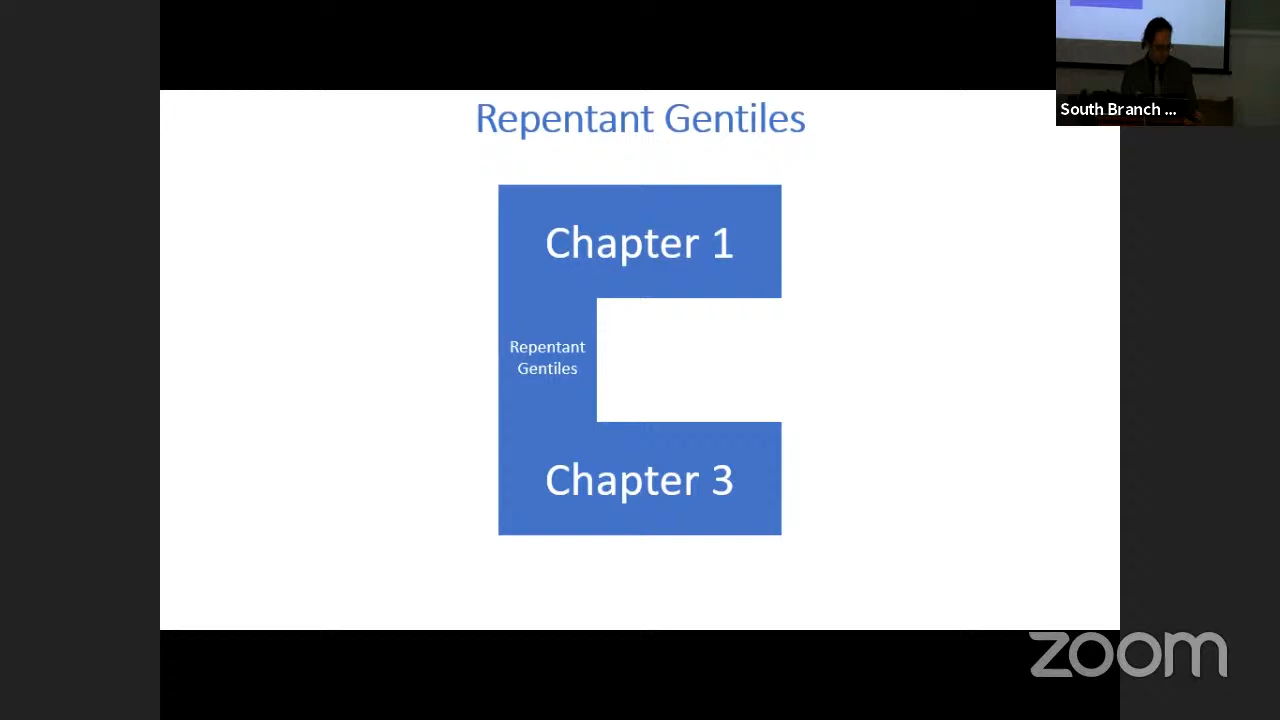 Repentant Gentiles
South Branch ...
Chapter 1
Repentant
Gentiles
Chapter 3
zoom